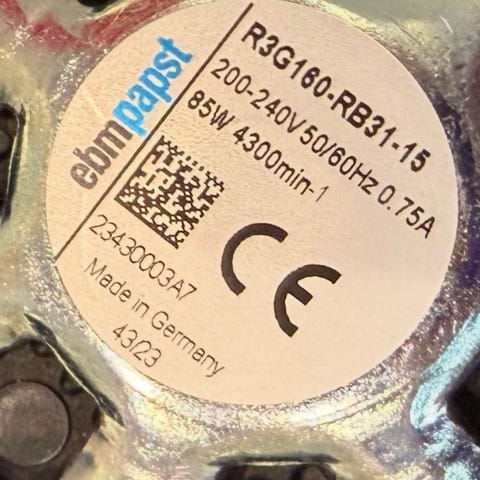 ebmpapst
R3G160-RB31-15
200-240V 50/60Hz 0.75A
85W 4300min-1
CE
23430003A7
Made in Germany
43/23